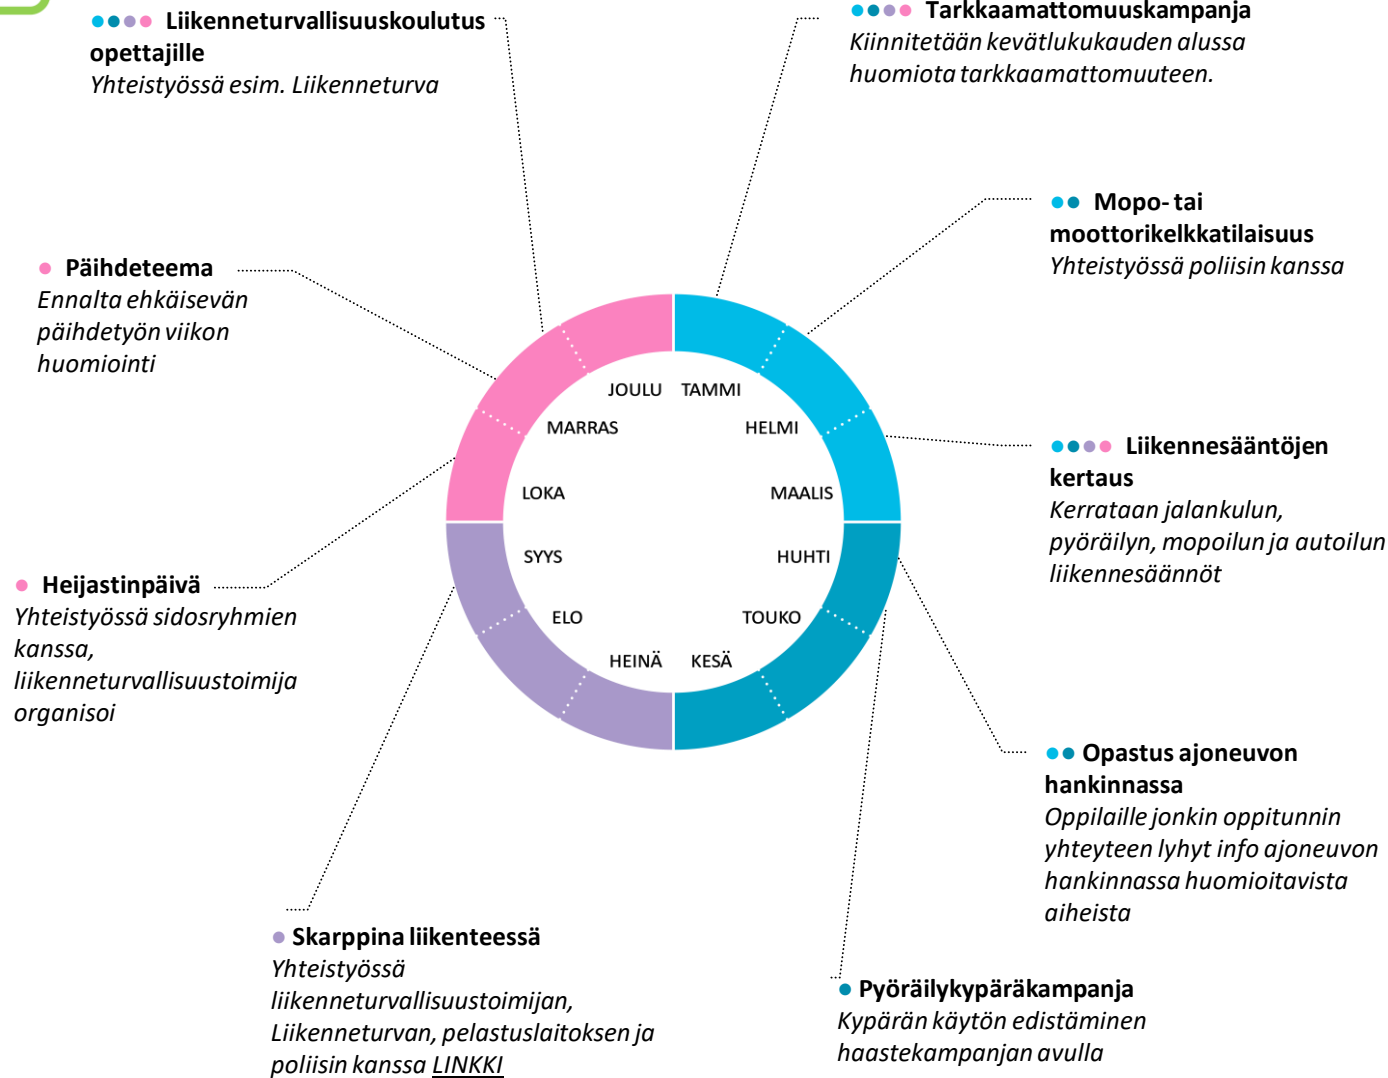 Liikenneturvallisuuskoulutus
opettajille
Yhteistyössä esim. Liikenneturva
Tarkkaamattomuuskampanja
Kiinnitetään kevätlukukauden alussa
huomiota tarkkaamattomuuteen.
Mopo- tai
moottorikelkkatilaisuus
Yhteistyössä poliisin kanssa
Päihdeteema
Ennalta ehkäisevän
päihdetyön viikon
huomiointi
JOULU TAMMI
MARRAS HELMI
LOKA MAALIS
SYYS HUHTI
ELO TOUKO
HEINÄ KESÄ
Liikennesääntöjen
kertaus
Kerrataan jalankulun,
pyöräilyn, mopoilun ja autoilun
liikennesäännöt
Heijastinpäivä
Yhteistyössä sidosryhmien
kanssa,
liikenneturvallisuustoimija
organisoi
Opastus ajoneuvon
hankinnassa
Oppilaille jonkin oppitunnin
yhteyteen lyhyt info ajoneuvon
hankinnassa huomioitavista
aiheista
Skarppina liikenteessä
Yhteistyössä
liikenneturvallisuustoimijan,
Liikenneturvan, pelastuslaitoksen ja
poliisin kanssa LINKKI
Pyöräilykypäräkampanja
Kypärän käytön edistäminen
haastekampanjan avulla